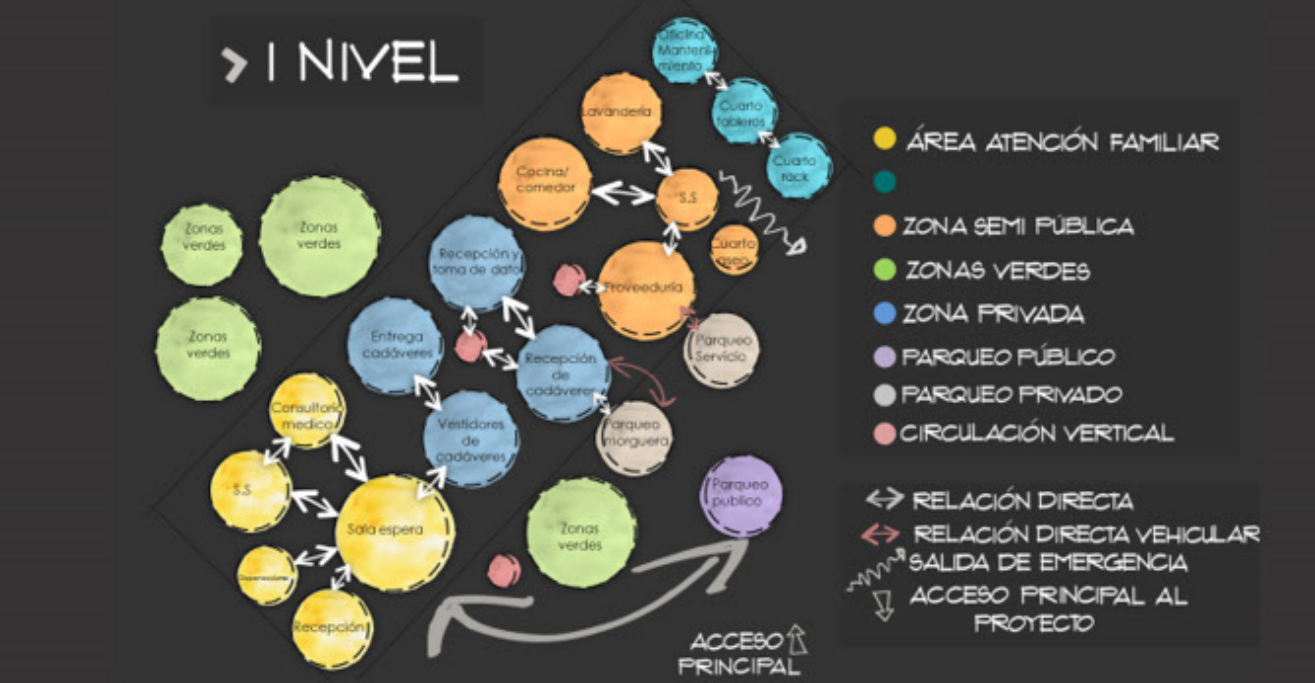 > I NIVEL
Oficina
Manteni-
miento
Cuarto
tableros
Cuarto
rack
Lavandería
Cocina/
comedor
S.S
Cuarto
aseo
Proveeduría
Parqueo
Servicio
Zonas
verdes
Zonas
verdes
Zonas
verdes
Recepción y
toma de dato
Entrega
cadáveres
Recepción
de
cadáveres
Vestidores
de
cadáveres
Parqueo
morguera
Consultorio
medico
S.S
Sala espera
Recepción
Zonas
verdes
Parqueo
publico
ACCESO
PRINCIPAL
ÁREA ATENCIÓN FAMILIAR
ZONA SEMI PÚBLICA
ZONAS VERDES
ZONA PRIVADA
PARQUEO PÚBLICO
PARQUEO PRIVADO
CIRCULACIÓN VERTICAL
RELACIÓN DIRECTA
RELACIÓN DIRECTA VEHICULAR
SALIDA DE EMERGENCIA
ACCESO PRINCIPAL AL
PROYECTO